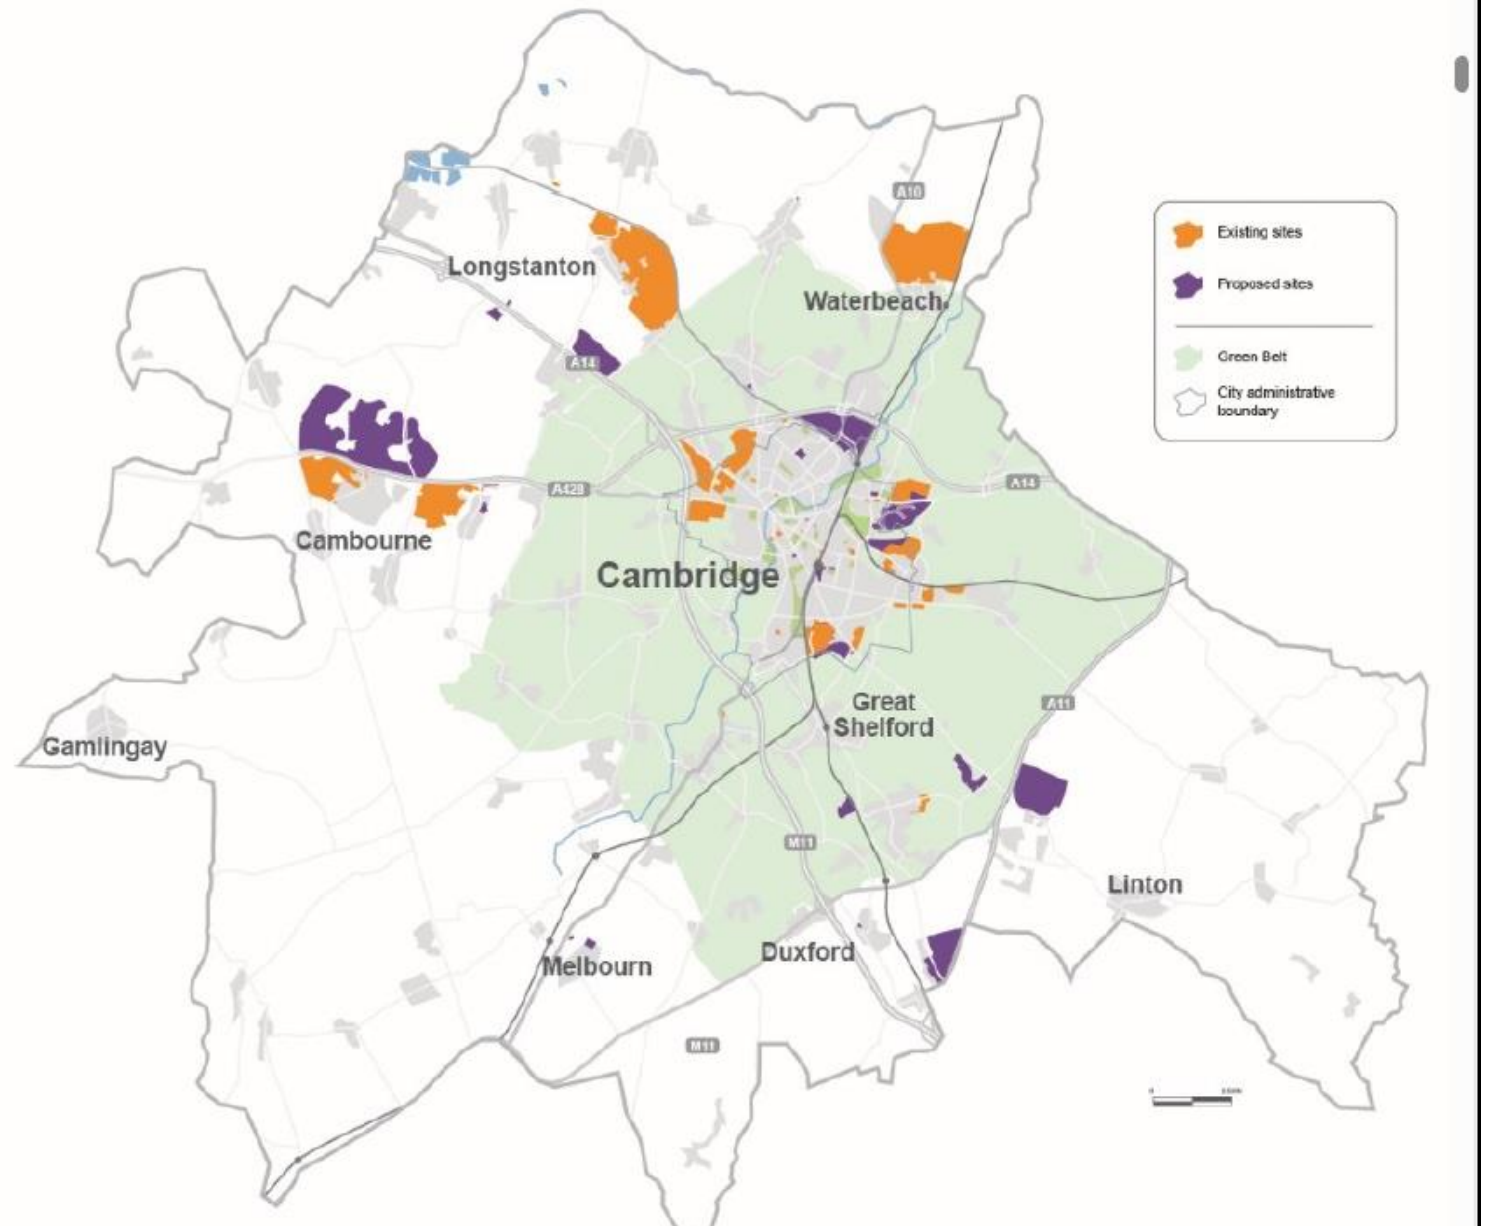 A10
Existing sites
Longstanton
Proposed sites
Waterbeach
Green Belt
A14
City administrative
boundary
A14
A428
Cambourne
Cambridge
Great
Shelford
A11
Gamlingay
M11
Linton
Duxford
Melbourn
M11
0